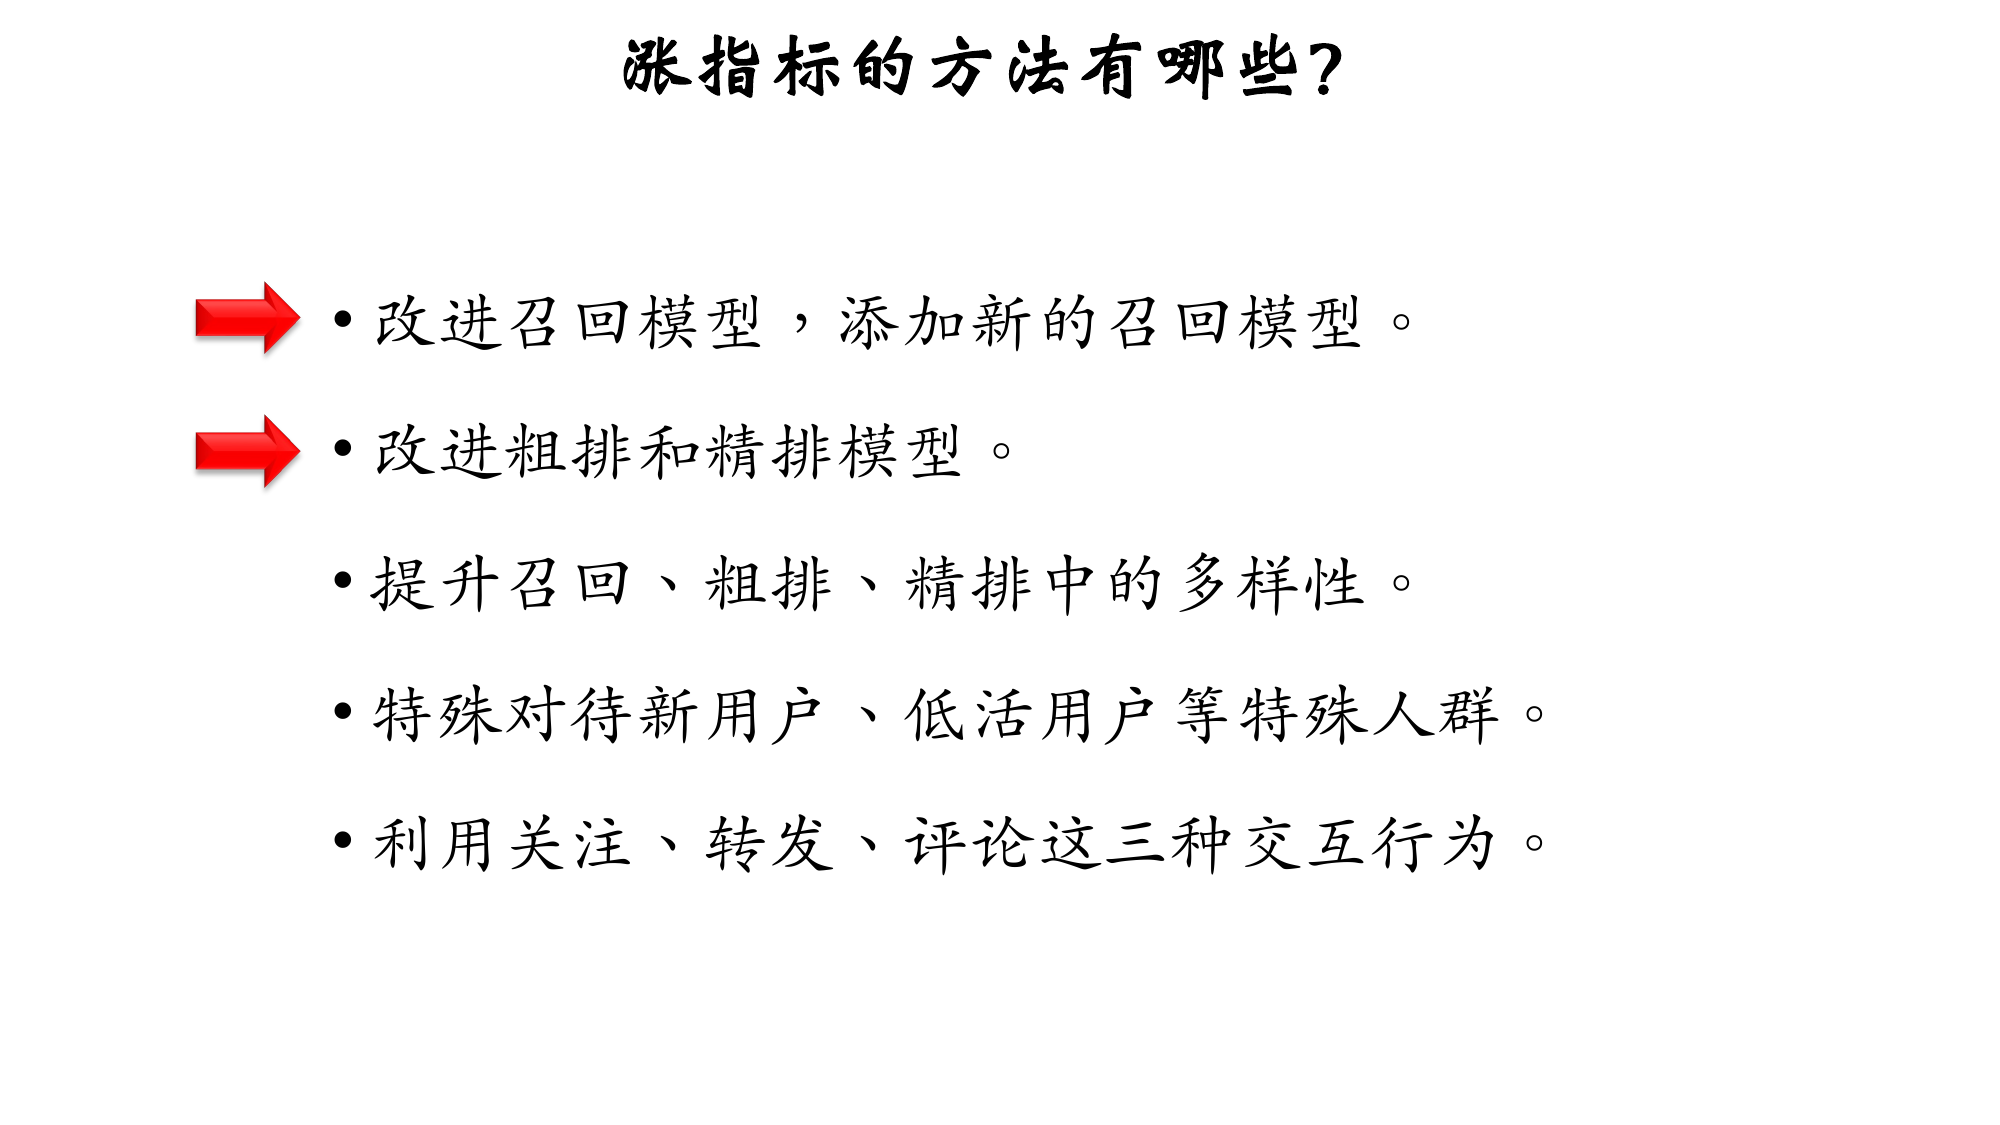 涨指标的方法有哪些?
• 改进召回模型，添加新的召回模型。
• 改进粗排和精排模型。
• 提升召回、粗排、精排中的多样性。
• 特殊对待新用户、低活用户等特殊人群。
• 利用关注、转发、评论这三种交互行为。